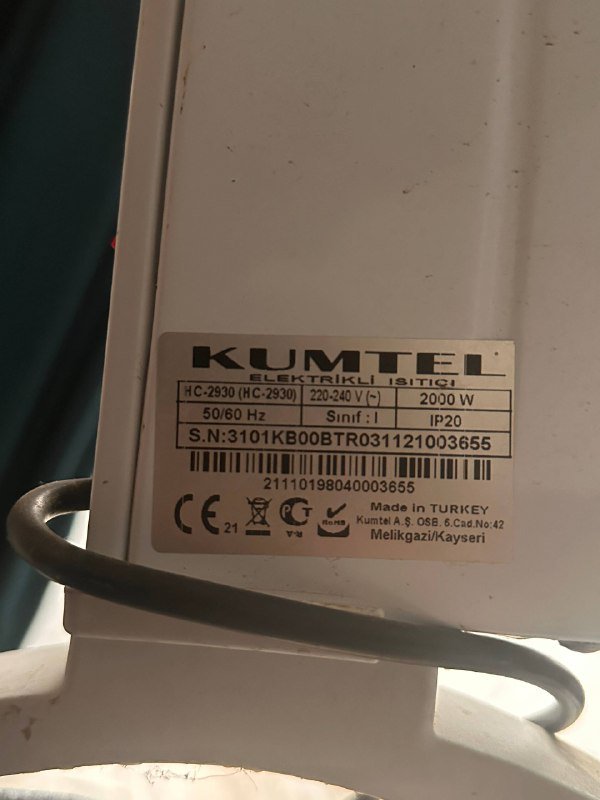 KUMTEL
ELEKTRİKLİ ISITICI
HC-2930 (HC-2930) 220-240 V (~) 2000 W
50/60 Hz Sınıf : I IP20
S.N:3101KB00BTR031121003655
21110198040003655
CE 21 RoHS Made in TURKEY
Kumtel A.Ş. OSB. 6.Cad.No:42
Melikgazi/Kayseri